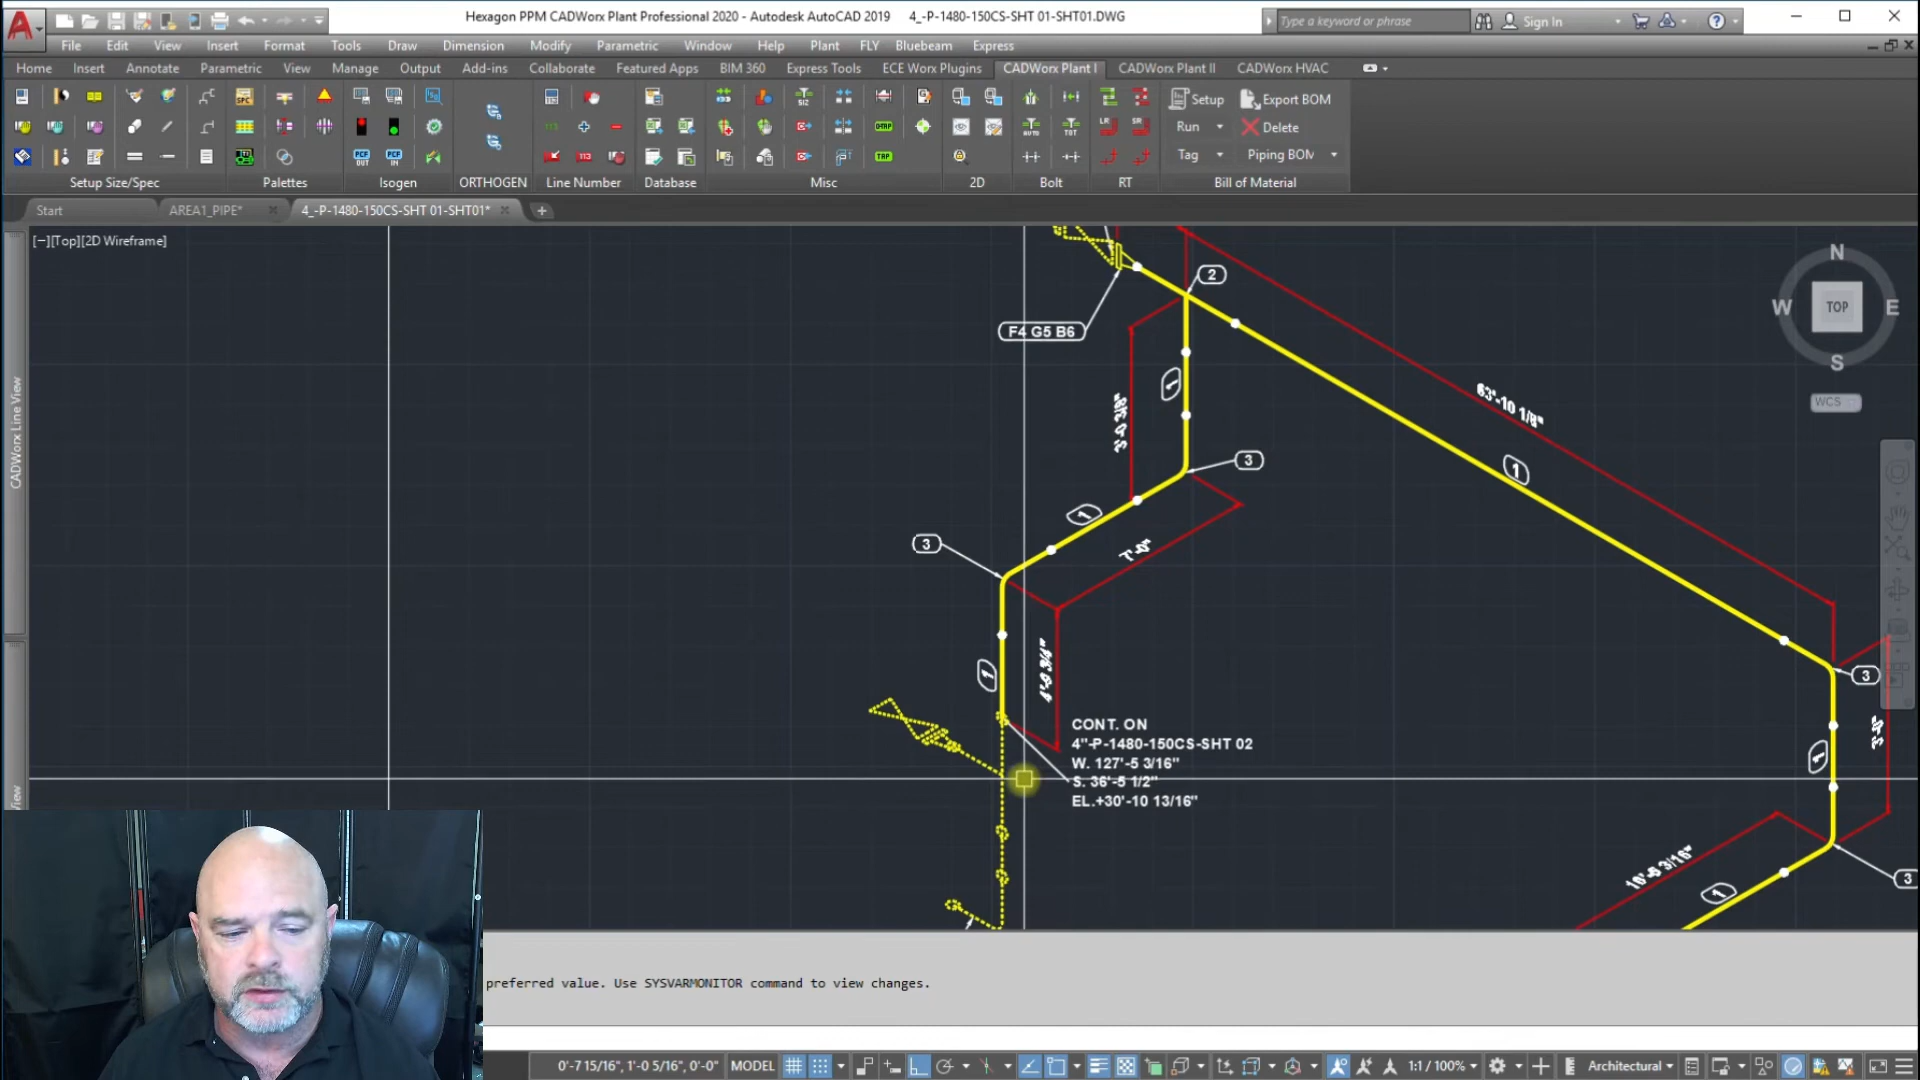 Hexagon PPM CADWorx Plant Professional 2020 - Autodesk AutoCAD 2019 4_-P-1480-150CS-SHT 01-SHT01.DWG
Type a keyword or phrase
Sign In
File Edit View Insert Format Tools Draw Dimension Modify Parametric Window Help Plant FLY Bluebeam Express
Home Insert Annotate Parametric View Manage Output Add-ins Collaborate Featured Apps BIM 360 Express Tools ECE Worx Plugins CADWorx Plant I CADWorx Plant II CADWorx HVAC
Setup Export BOM
Run Delete
Tag Piping BOM
Setup Size/Spec Palettes Isogen ORTHOGEN Line Number Database Misc 2D Bolt RT Bill of Material
Start AREA1_PIPE* 4_-P-1480-150CS-SHT 01-SHT01*
[−][Top][2D Wireframe]
CADWorx Line View
N
W TOP E
S
WCS
2
F4 G5 B6
1
63'-10 1/8"
1
3
1
7'-0"
3
1
3
CONT. ON
4"-P-1480-150CS-SHT 02
W. 127'-5 3/16"
S. 36'-5 1/2"
EL.+30'-10 13/16"
1
1
3
preferred value. Use SYSVARMONITOR command to view changes.
0'-7 15/16", 1'-0 5/16", 0'-0" MODEL 1:1 / 100% Architectural